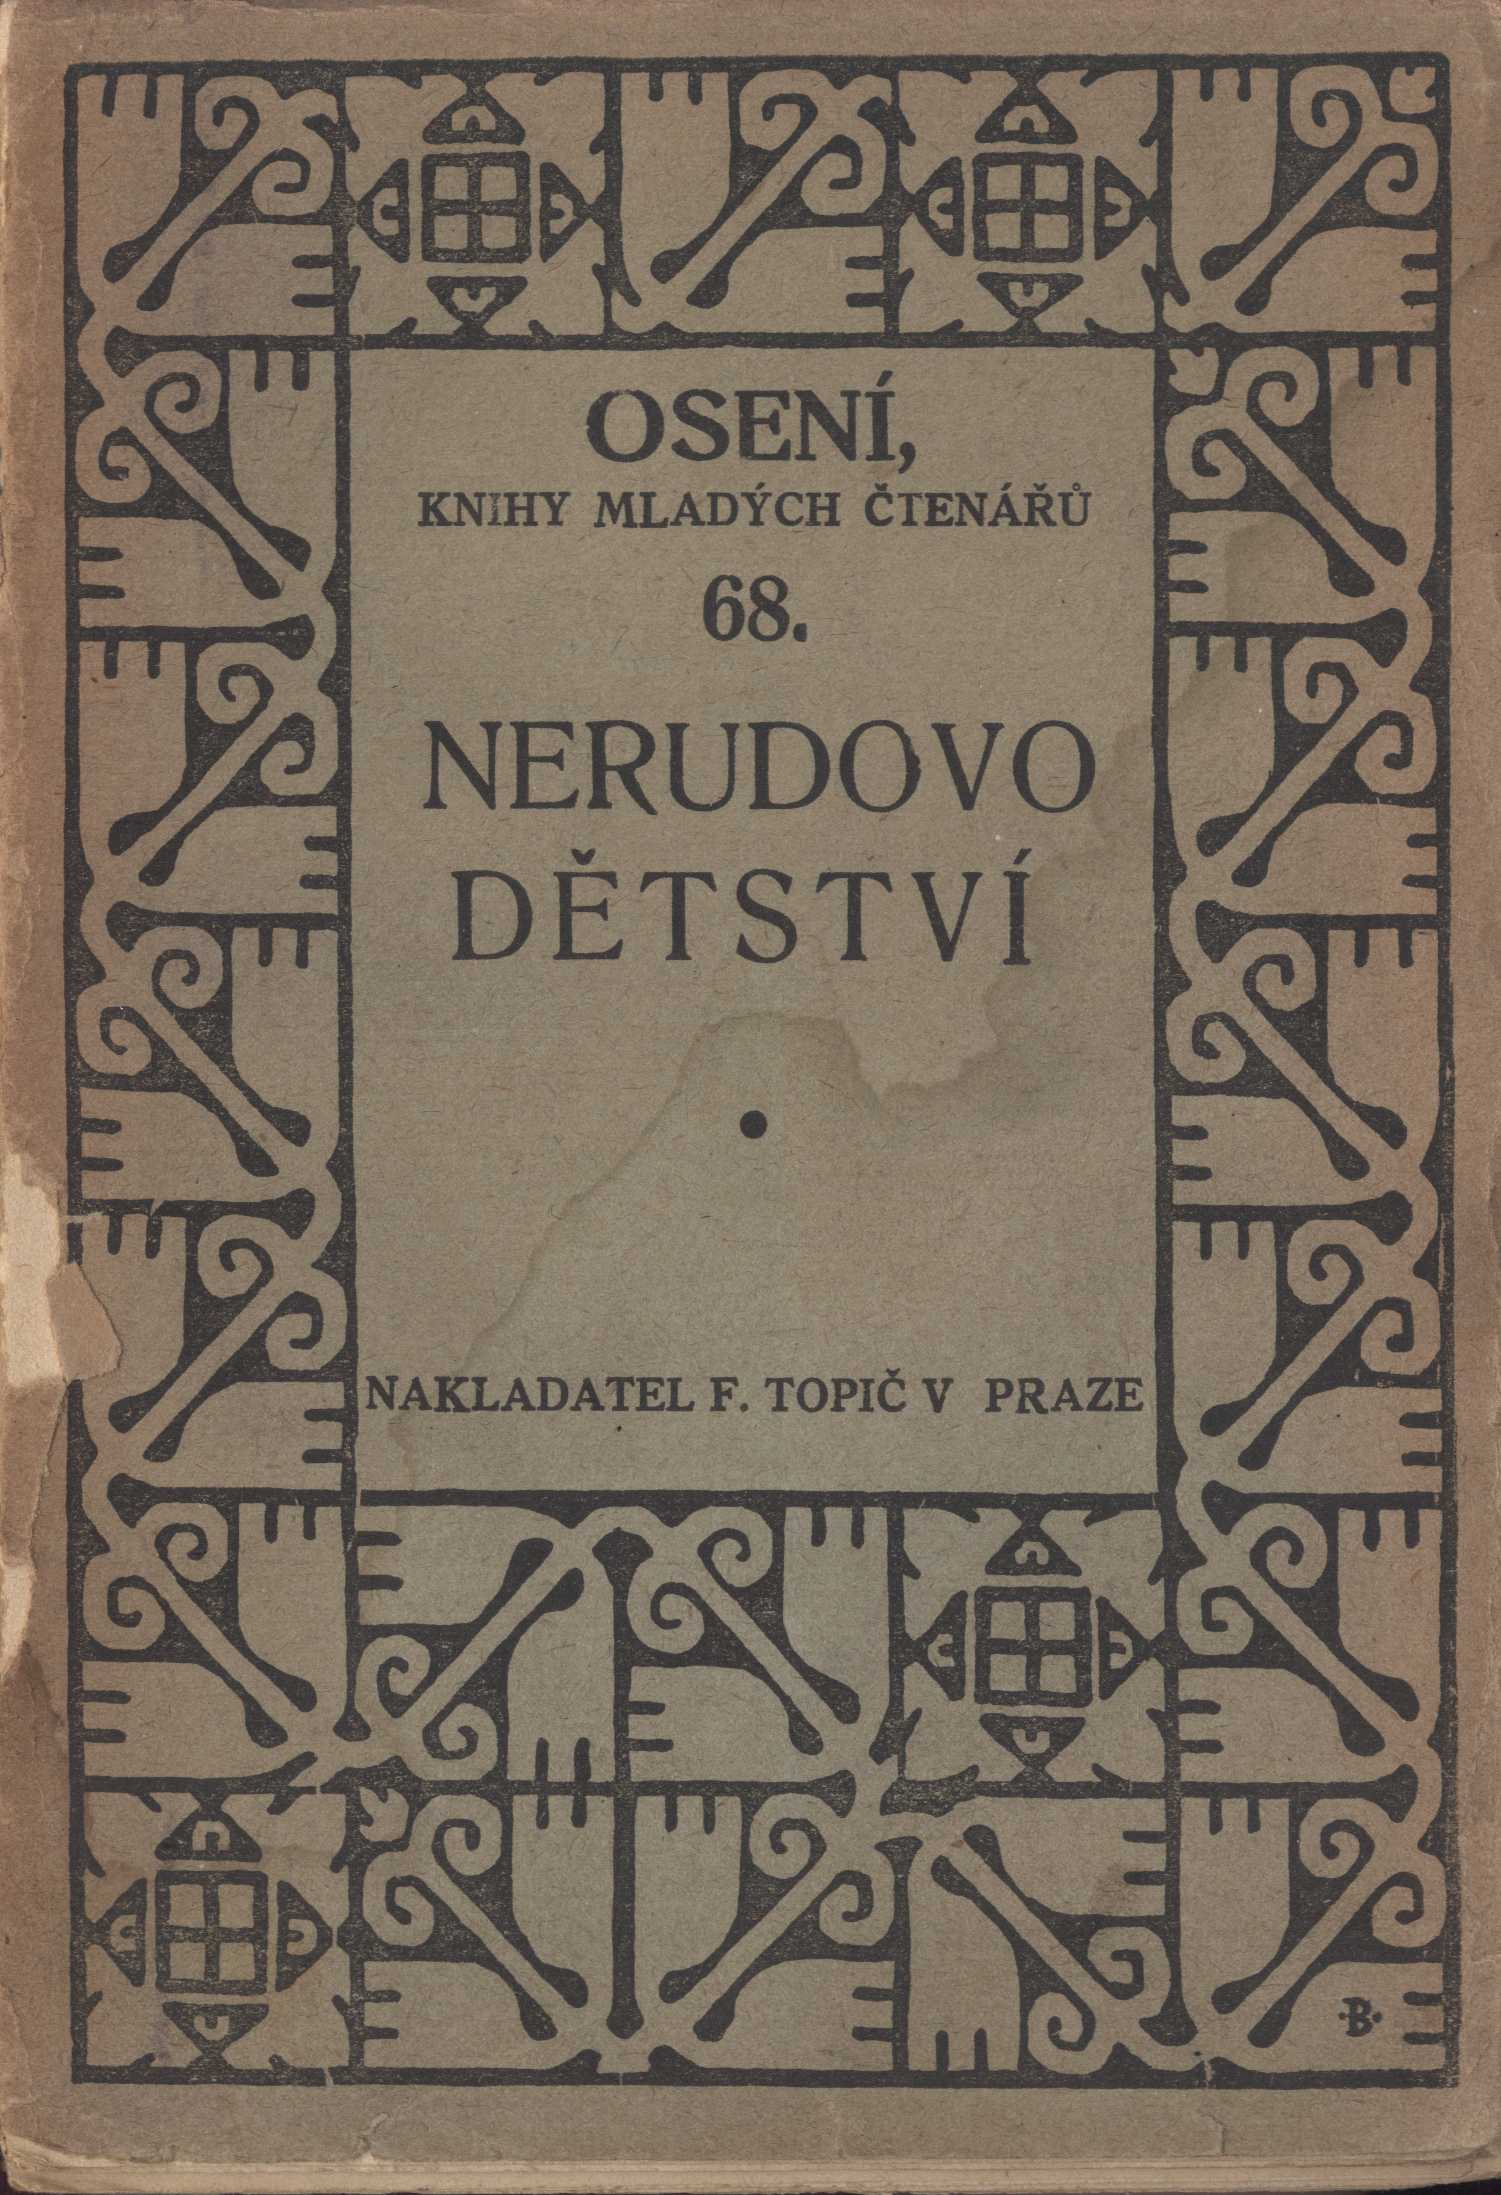 OSENÍ,
KNIHY MLADÝCH ČTENÁŘŮ
68.
NERUDOVO
DĚTSTVÍ
•
NAKLADATEL F. TOPIČ V PRAZE
·B·